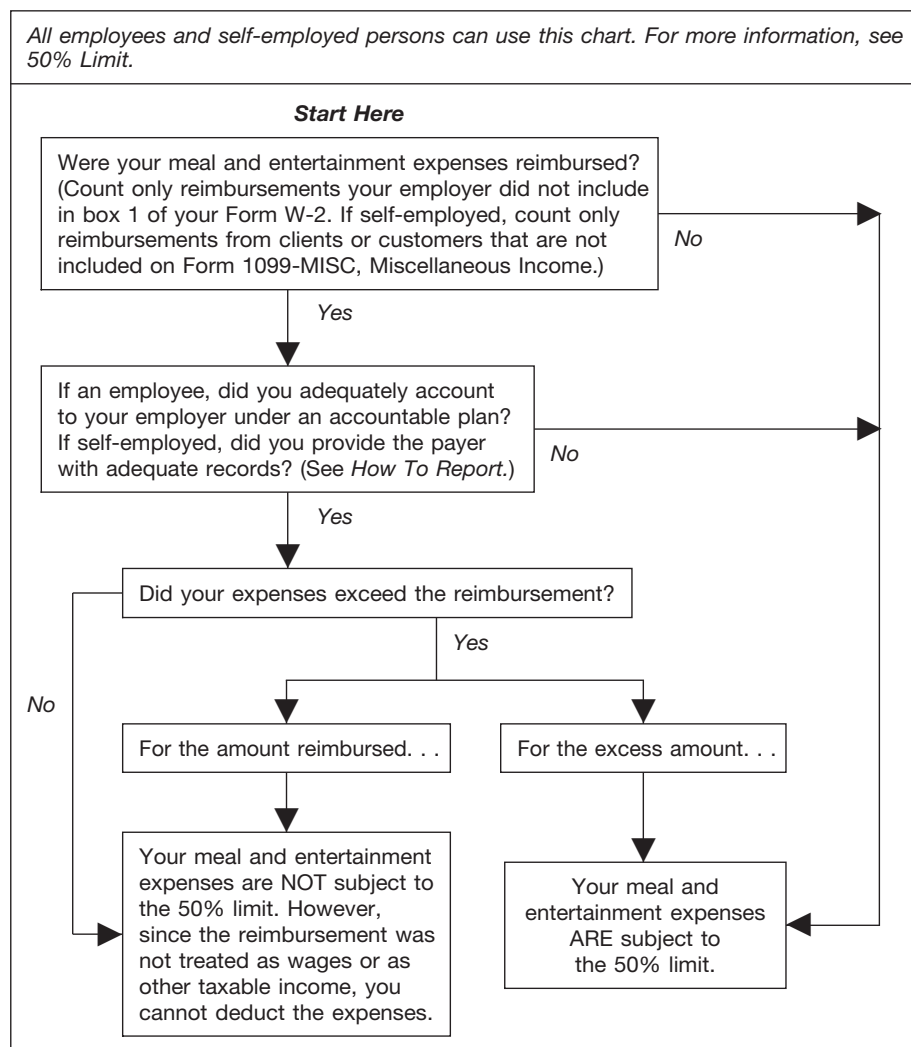 All employees and self-employed persons can use this chart. For more information, see
50% Limit.
Start Here
Were your meal and entertainment expenses reimbursed?
(Count only reimbursements your employer did not include
in box 1 of your Form W-2. If self-employed, count only
reimbursements from clients or customers that are not
included on Form 1099-MISC, Miscellaneous Income.)
No
Yes
If an employee, did you adequately account
to your employer under an accountable plan?
If self-employed, did you provide the payer
with adequate records? (See How To Report.)
No
Yes
Did your expenses exceed the reimbursement?
Yes
No
For the amount reimbursed. . .
For the excess amount. . .
Your meal and entertainment
expenses are NOT subject to
the 50% limit. However,
since the reimbursement was
not treated as wages or as
other taxable income, you
cannot deduct the expenses.
Your meal and
entertainment expenses
ARE subject to
the 50% limit.